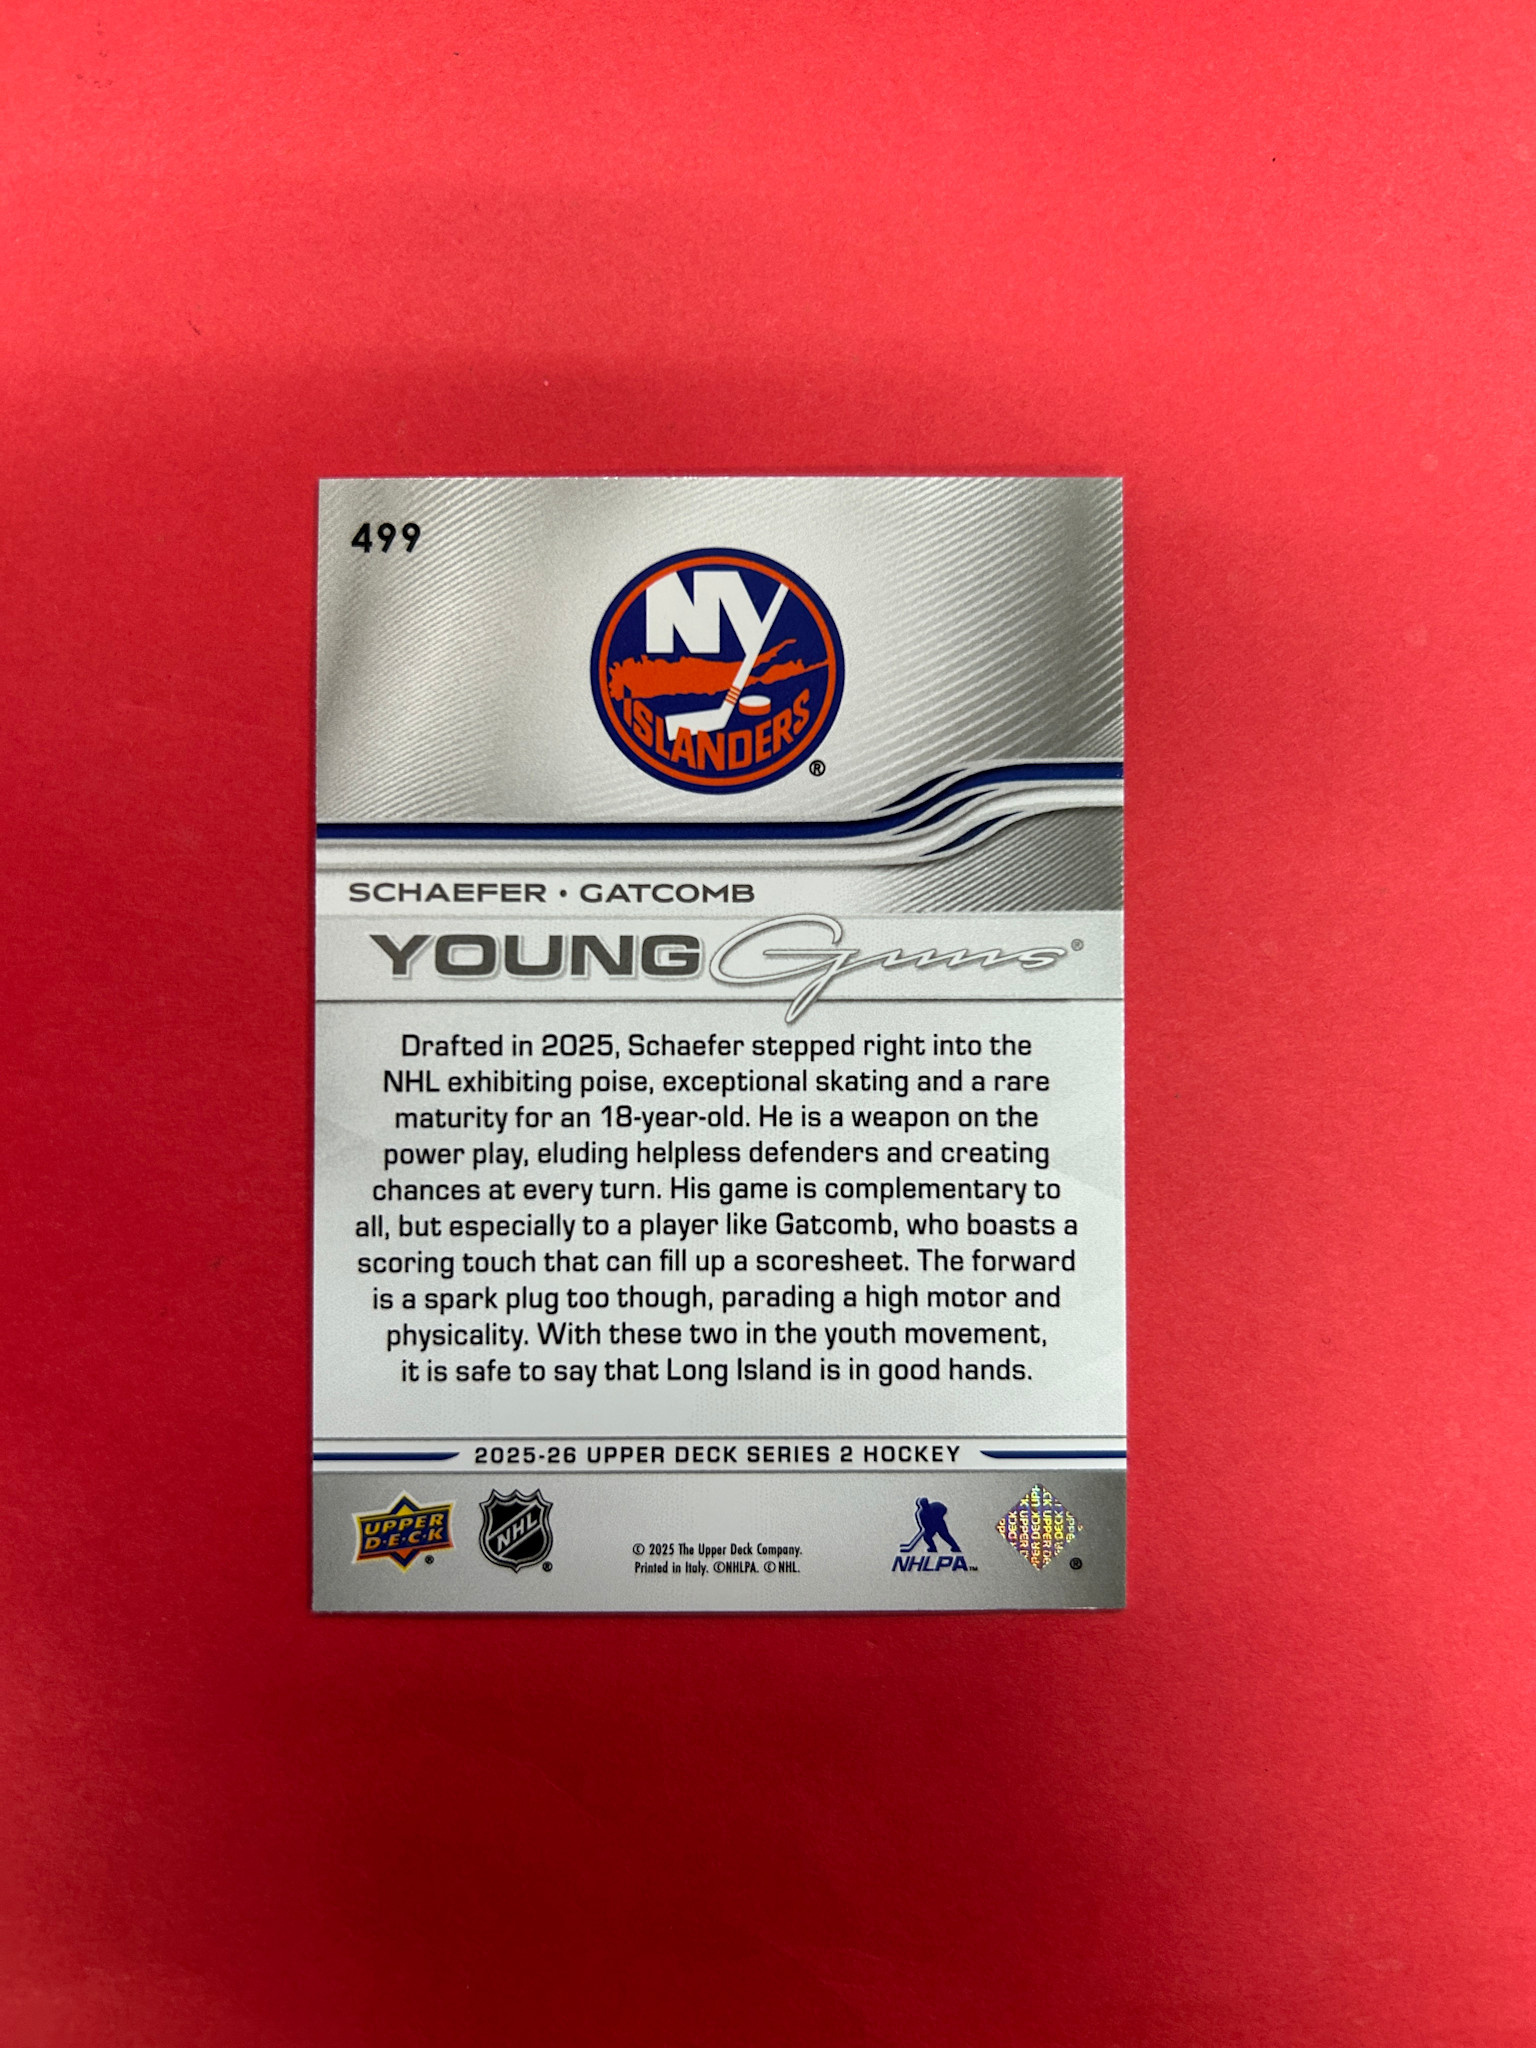 499
NY
ISLANDERS
®
SCHAEFER • GATCOMB
YOUNG Guns®
Drafted in 2025, Schaefer stepped right into the
NHL exhibiting poise, exceptional skating and a rare
maturity for an 18-year-old. He is a weapon on the
power play, eluding helpless defenders and creating
chances at every turn. His game is complementary to
all, but especially to a player like Gatcomb, who boasts a
scoring touch that can fill up a scoresheet. The forward
is a spark plug too though, parading a high motor and
physicality. With these two in the youth movement,
it is safe to say that Long Island is in good hands.
2025-26 UPPER DECK SERIES 2 HOCKEY
UPPER
D•E•C•K
®
NHL
®
© 2025 The Upper Deck Company.
Printed in Italy. ©NHLPA. © NHL.
NHLPA™
UPPER DECK
®